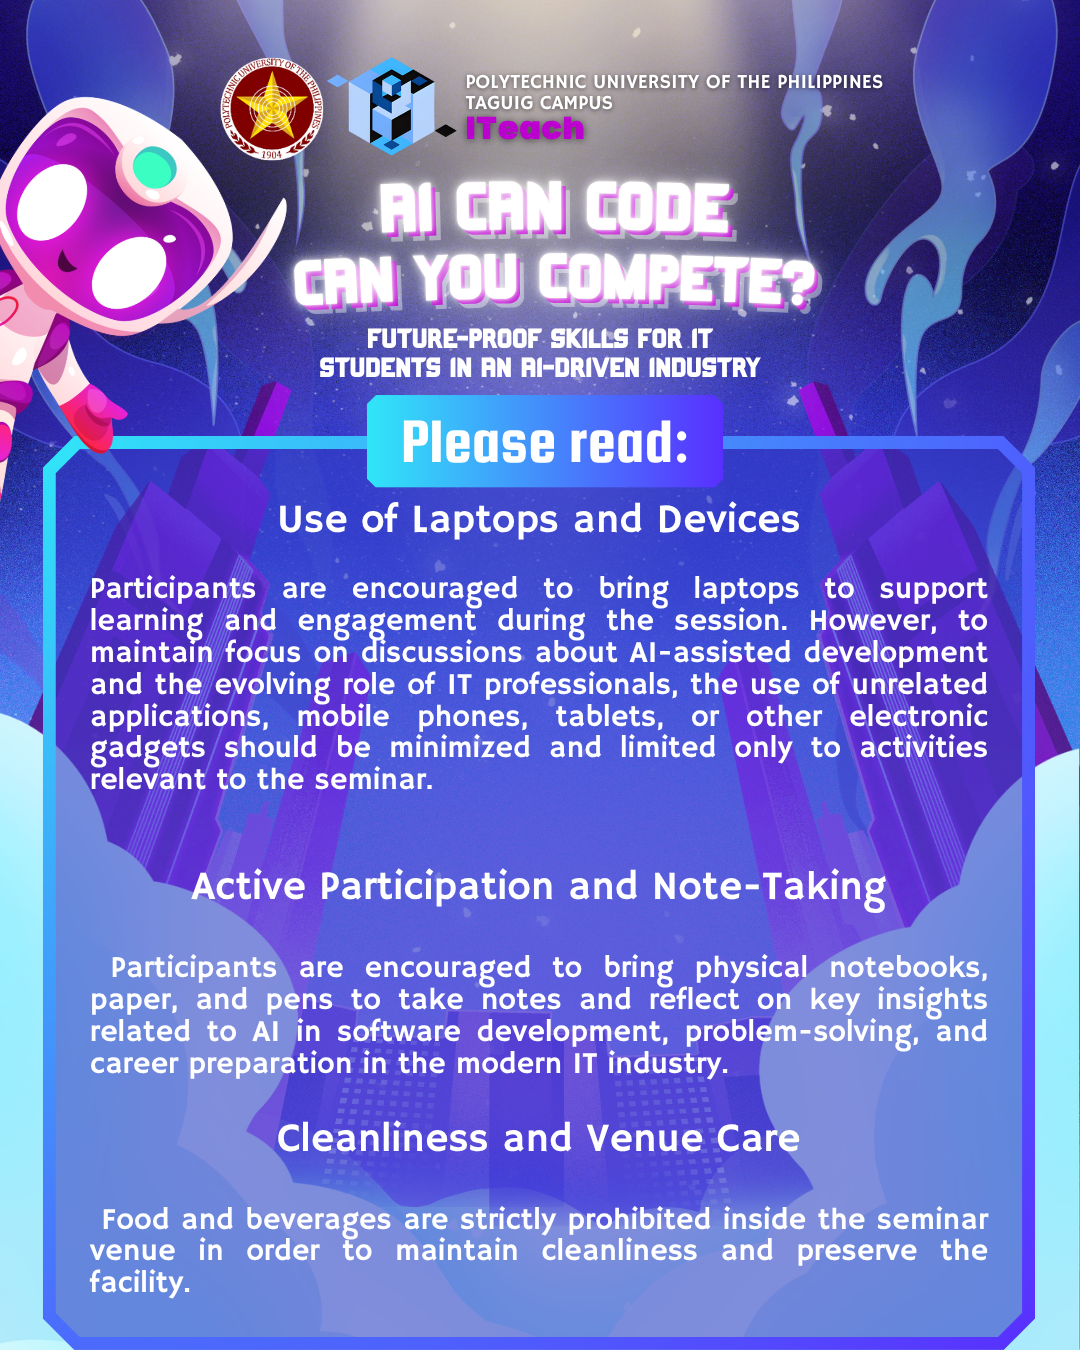 POLYTECHNIC UNIVERSITY OF THE PHILIPPINES
1904
POLYTECHNIC UNIVERSITY OF THE PHILIPPINES
TAGUIG CAMPUS
ITeach
AI CAN CODE
CAN YOU COMPETE?
FUTURE-PROOF SKILLS FOR IT
STUDENTS IN AN AI-DRIVEN INDUSTRY
Please read:
Use of Laptops and Devices
Participants are encouraged to bring laptops to support
learning and engagement during the session. However, to
maintain focus on discussions about AI-assisted development
and the evolving role of IT professionals, the use of unrelated
applications, mobile phones, tablets, or other electronic
gadgets should be minimized and limited only to activities
relevant to the seminar.
Active Participation and Note-Taking
Participants are encouraged to bring physical notebooks,
paper, and pens to take notes and reflect on key insights
related to AI in software development, problem-solving, and
career preparation in the modern IT industry.
Cleanliness and Venue Care
Food and beverages are strictly prohibited inside the seminar
venue in order to maintain cleanliness and preserve the
facility.